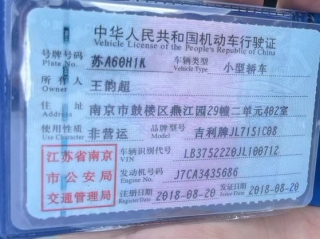 中华人民共和国机动车行驶证
Vehicle License of the People's Republic of China
号牌号码 苏A60H1K 车辆类型 小型轿车
Plate No. Vehicle Type
所有人 王韵超
Owner
住址 南京市鼓楼区燕江园29幢二单元402室
Address
使用性质 非营运 品牌型号 吉利牌JL7151C08
Use Character Model
江苏省南京
市公安局
交通管理局
车辆识别代号 LB37522Z0JL10071Z
VIN
发动机号码 J7CA3435686
Engine No.
注册日期 2018-08-20 发证日期 2018-08-20
Register Date Issue Date